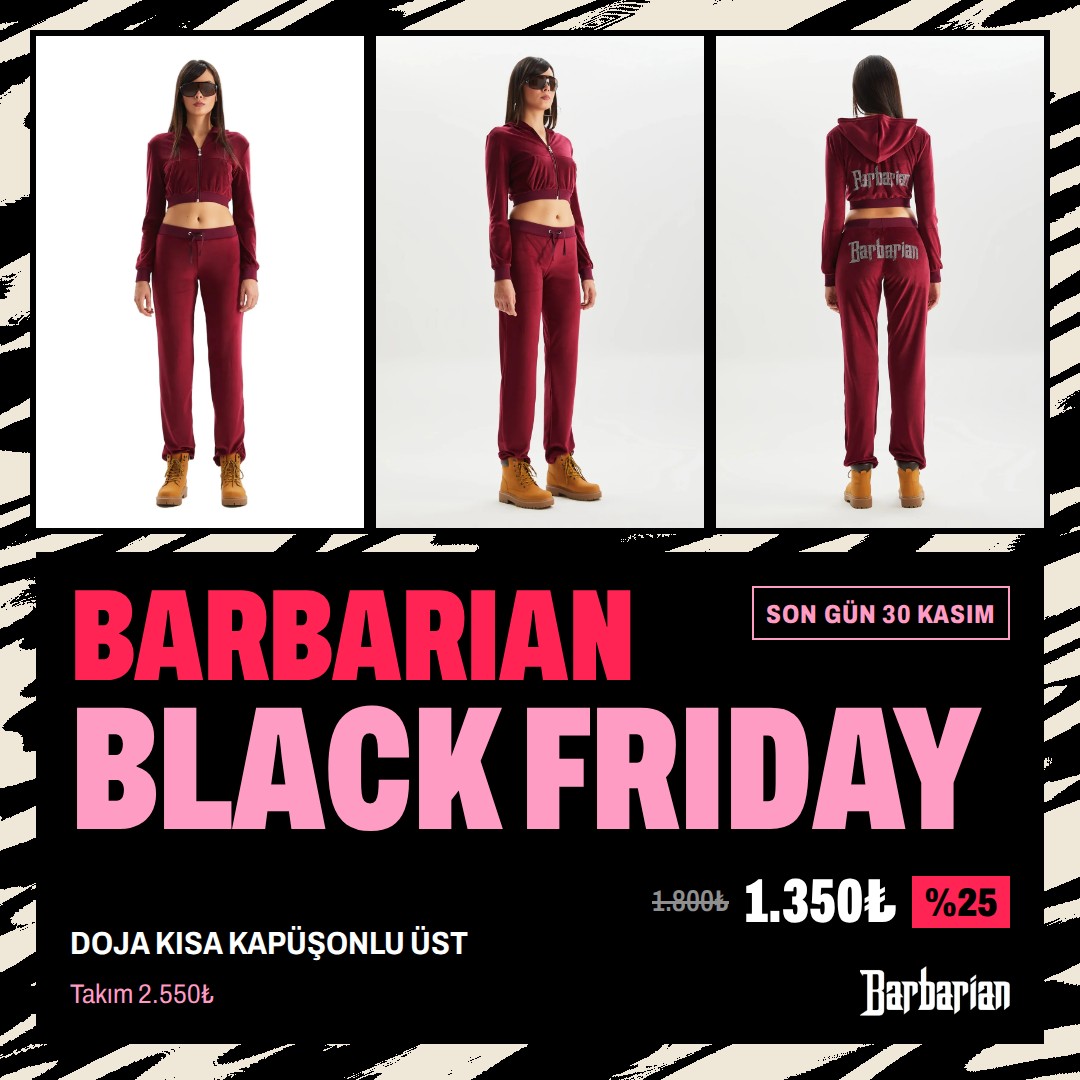 Barbarian
Barbarian
BARBARIAN
SON GÜN 30 KASIM
BLACK FRIDAY
1.800₺ 1.350₺ %25
DOJA KISA KAPÜŞONLU ÜST
Takım 2.550₺
Barbarian